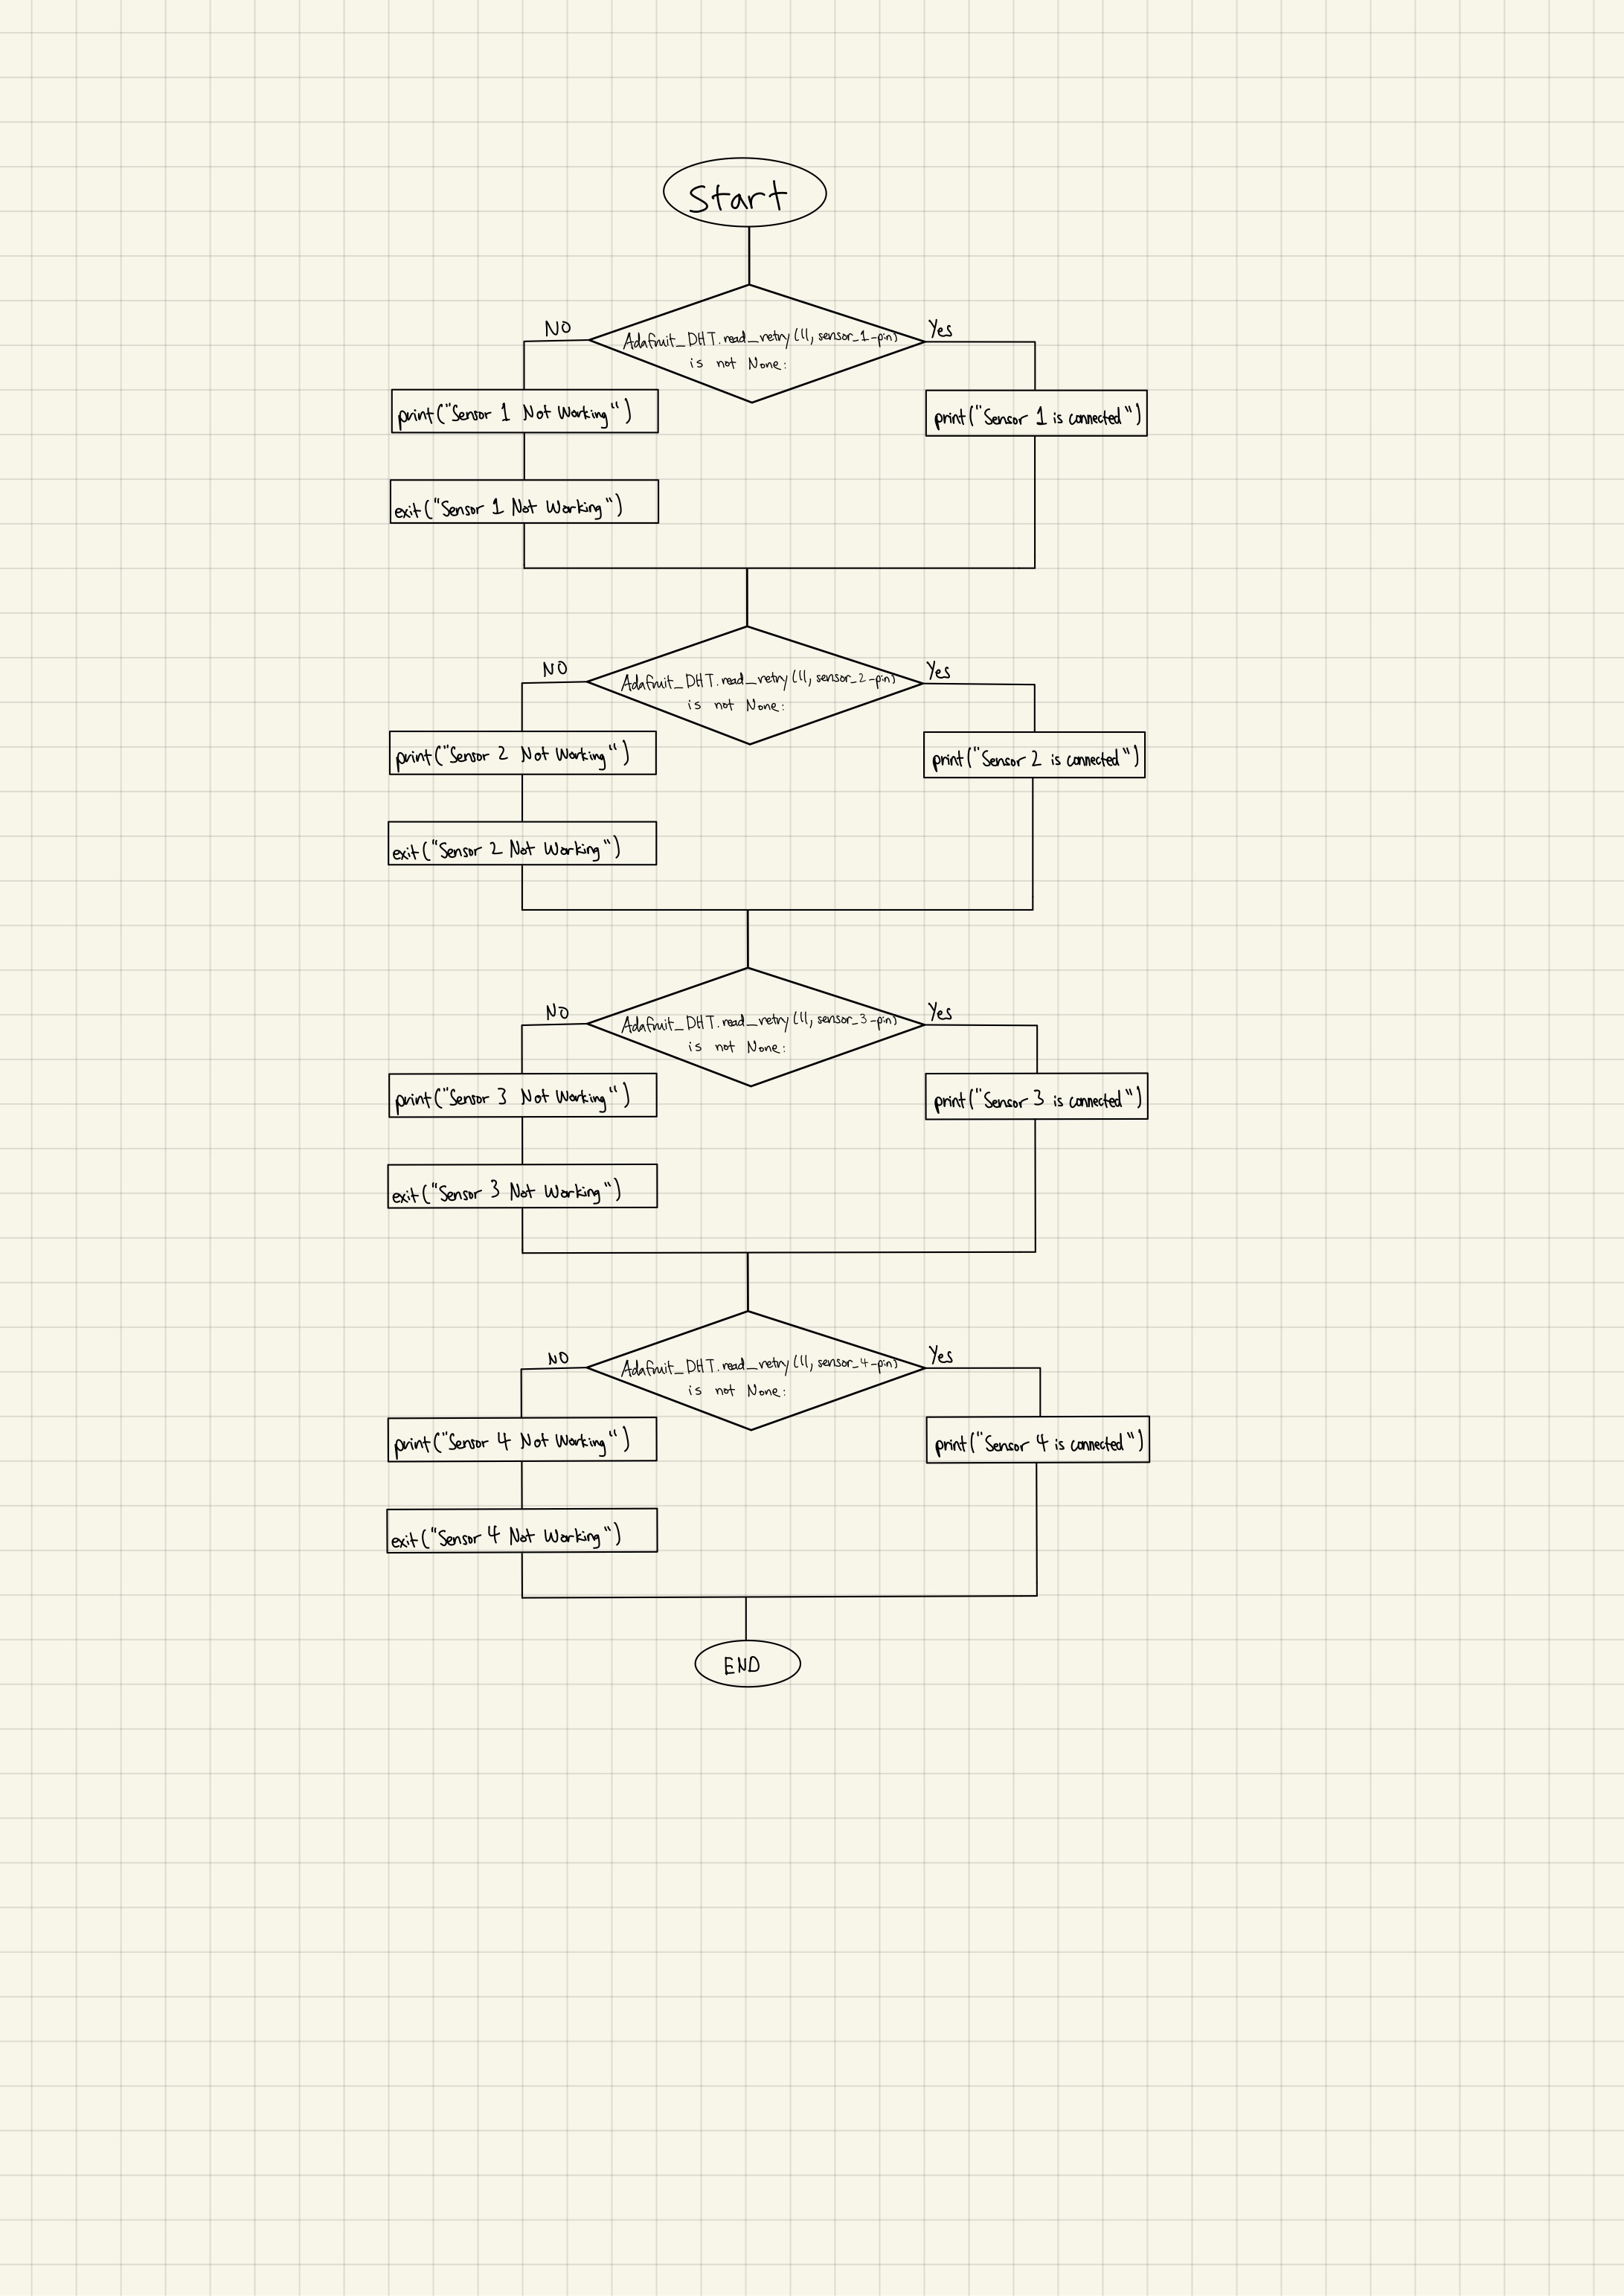 Start
NO
Yes
Adafruit_DHT.read_retry(11, sensor_1-pin)
is not None:
print("Sensor 1 Not Working")
print("Sensor 1 is connected")
exit("Sensor 1 Not Working")
NO
Yes
Adafruit_DHT.read_retry(11, sensor_2-pin)
is not None:
print("Sensor 2 Not Working")
print("Sensor 2 is connected")
exit("Sensor 2 Not Working")
NO
Yes
Adafruit_DHT.read_retry(11, sensor_3-pin)
is not None:
print("Sensor 3 Not Working")
print("Sensor 3 is connected")
exit("Sensor 3 Not Working")
NO
Yes
Adafruit_DHT.read_retry(11, sensor_4-pin)
is not None:
print("Sensor 4 Not Working")
print("Sensor 4 is connected")
exit("Sensor 4 Not Working")
END